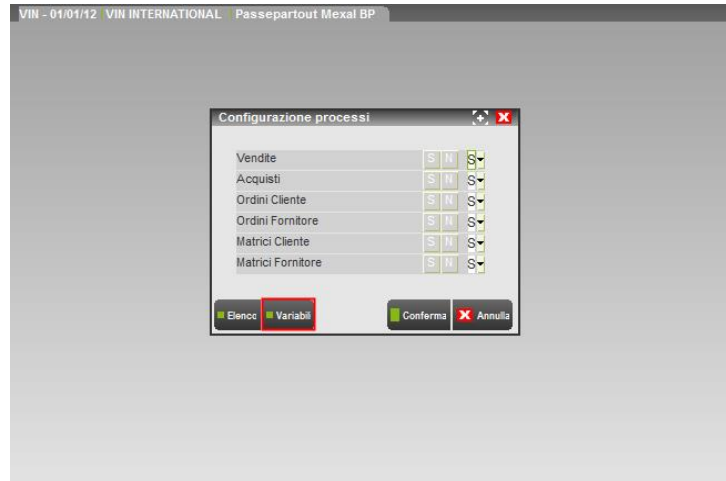 VIN - 01/01/12 VIN INTERNATIONAL Passepartout Mexal BP
Configurazione processi
Vendite S N S
Acquisti S N S
Ordini Cliente S N S
Ordini Fornitore S N S
Matrici Cliente S N S
Matrici Fornitore S N S
Elenco Variabili Conferma Annulla